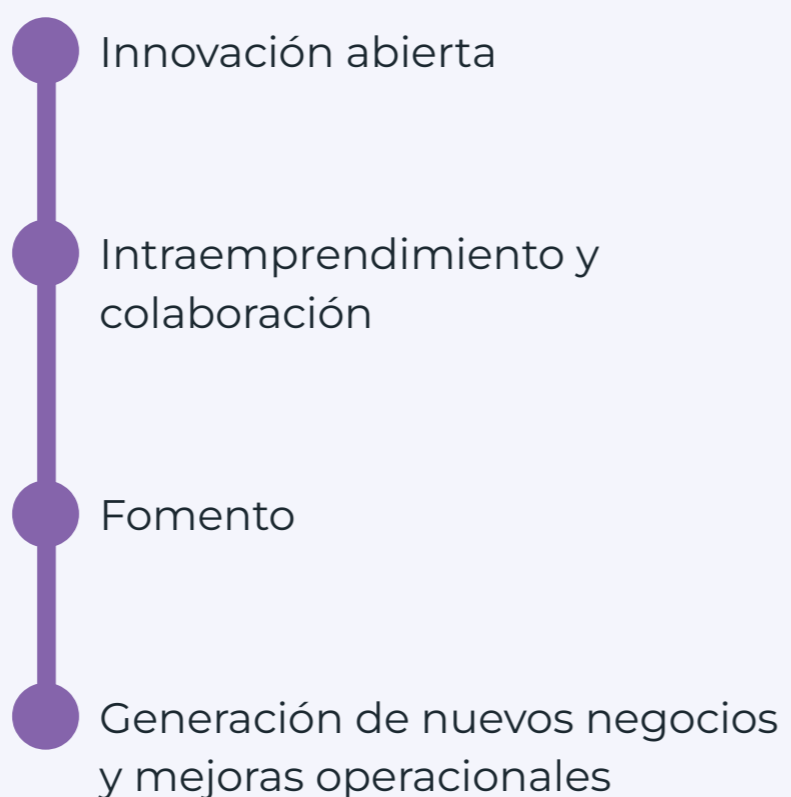 Innovación abierta
Intraemprendimiento y
colaboración
Fomento
Generación de nuevos negocios
y mejoras operacionales